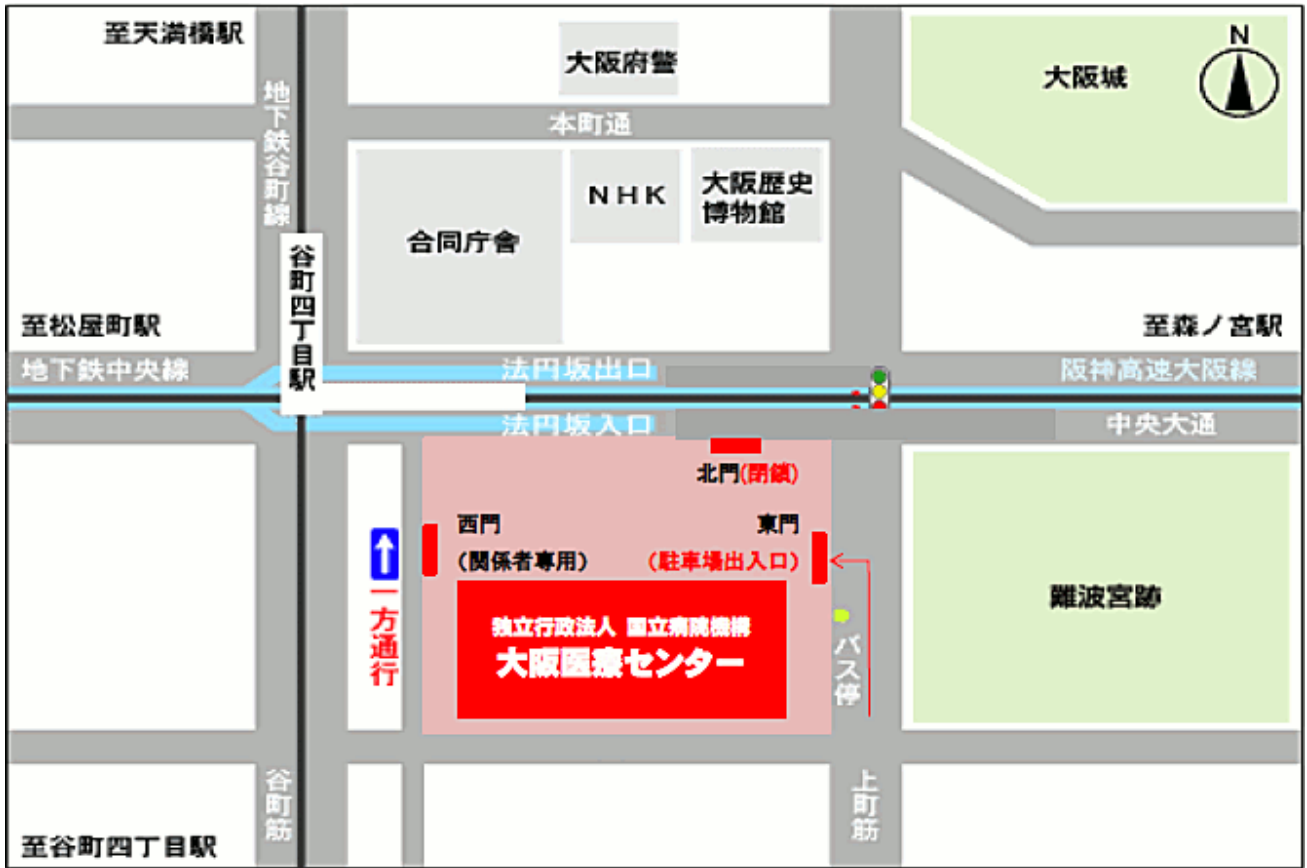 至天満橋駅
大阪府警
大阪城
N
地下鉄谷町線
本町通
合同庁舎
NHK
大阪歴史
博物館
谷町四丁目駅
至松屋町駅
至森ノ宮駅
地下鉄中央線
法円坂出口
阪神高速大阪線
法円坂入口
中央大通
北門(閉鎖)
西門
(関係者専用)
東門
(駐車場出入口)
一方通行
独立行政法人 国立病院機構
大阪医療センター
バス停
難波宮跡
谷町筋
上町筋
至谷町四丁目駅